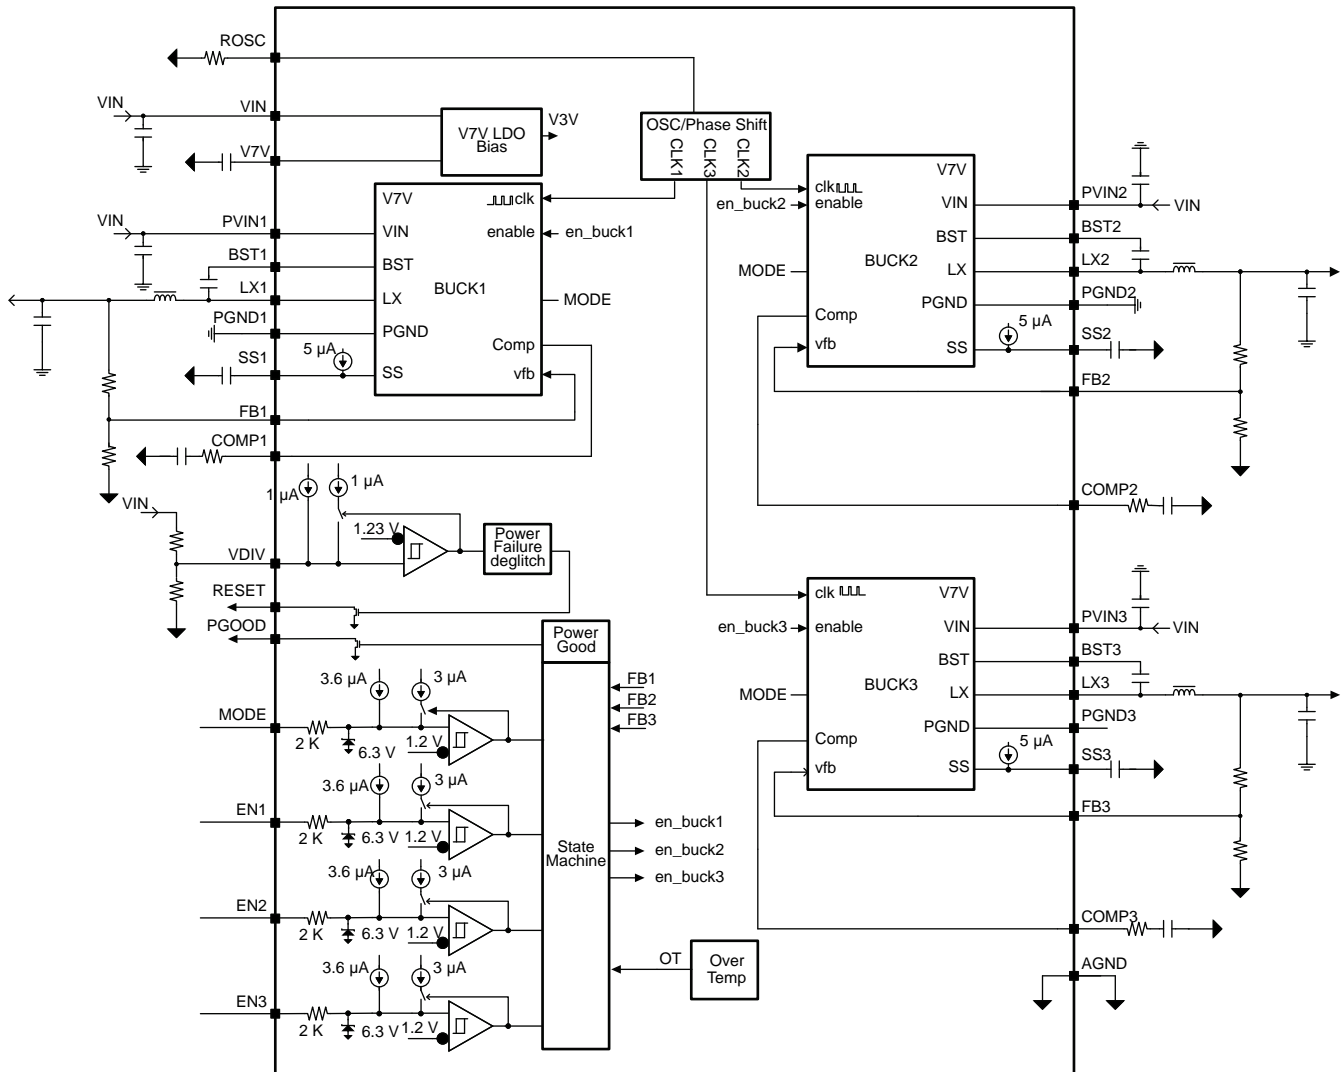 ROSC
VIN
VIN
V7V
V7V LDO
Bias
V3V
OSC/Phase Shift
CLK1
CLK3
CLK2
VIN
PVIN1
BST1
LX1
PGND1
SS1
5 µA
FB1
COMP1
V7V
clk
VIN
enable
en_buck1
BST
BUCK1
LX
MODE
PGND
Comp
SS
vfb
V7V
clk
en_buck2
enable
VIN
BST
MODE
BUCK2
LX
PGND
Comp
5 µA
vfb
SS
PVIN2
VIN
BST2
LX2
PGND2
SS2
FB2
COMP2
1 µA
1 µA
VIN
1.23 V
Power
Failure
deglitch
VDIV
RESET
PGOOD
Power
Good
clk
V7V
en_buck3
enable
VIN
BST
MODE
BUCK3
LX
PGND
Comp
5 µA
vfb
SS
PVIN3
VIN
BST3
LX3
PGND3
SS3
FB3
COMP3
AGND
3.6 µA
3 µA
MODE
2 K
6.3 V
1.2 V
3.6 µA
3 µA
EN1
2 K
6.3 V
1.2 V
3.6 µA
3 µA
EN2
2 K
6.3 V
1.2 V
3.6 µA
3 µA
EN3
2 K
6.3 V
1.2 V
FB1
FB2
FB3
State
Machine
en_buck1
en_buck2
en_buck3
OT
Over
Temp